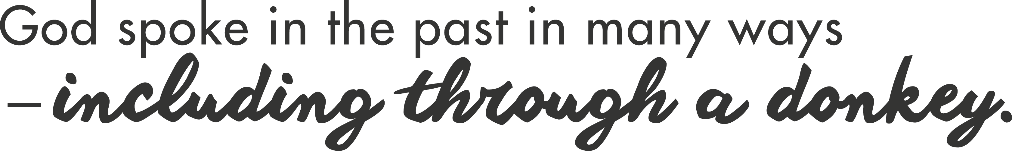 God spoke in the past in many ways
—including through a donkey.